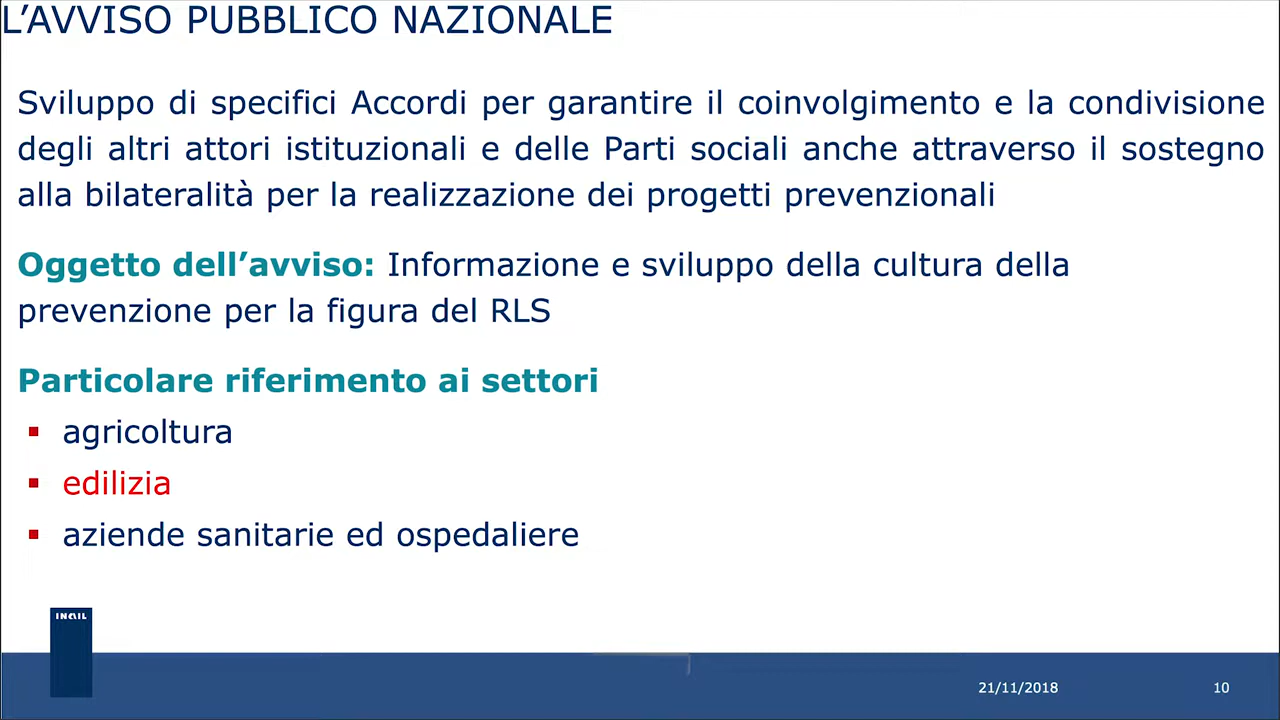 L’AVVISO PUBBLICO NAZIONALE
Sviluppo di specifici Accordi per garantire il coinvolgimento e la condivisione
degli altri attori istituzionali e delle Parti sociali anche attraverso il sostegno
alla bilateralità per la realizzazione dei progetti prevenzionali
Oggetto dell’avviso: Informazione e sviluppo della cultura della
prevenzione per la figura del RLS
Particolare riferimento ai settori
▪ agricoltura
▪ edilizia
▪ aziende sanitarie ed ospedaliere
INAIL
21/11/2018 10